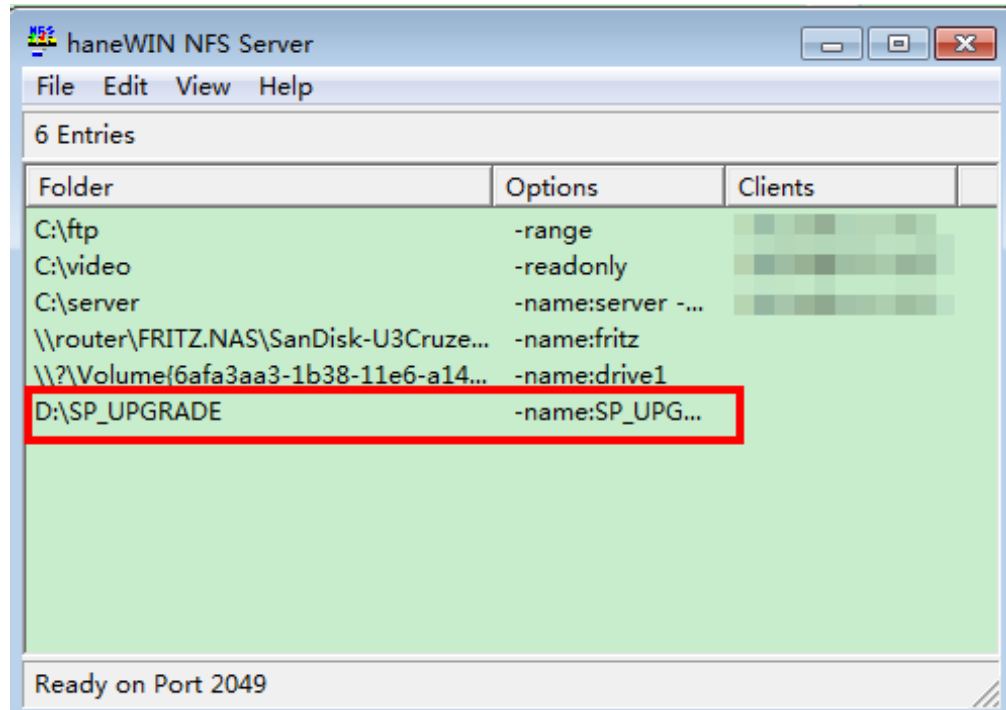 haneWIN NFS Server
File Edit View Help
6 Entries
Folder Options Clients
C:\ftp -range
C:\video -readonly
C:\server -name:server -...
\\router\FRITZ.NAS\SanDisk-U3Cruze... -name:fritz
\\?\Volume{6afa3aa3-1b38-11e6-a14... -name:drive1
D:\SP_UPGRADE -name:SP_UPG...
Ready on Port 2049